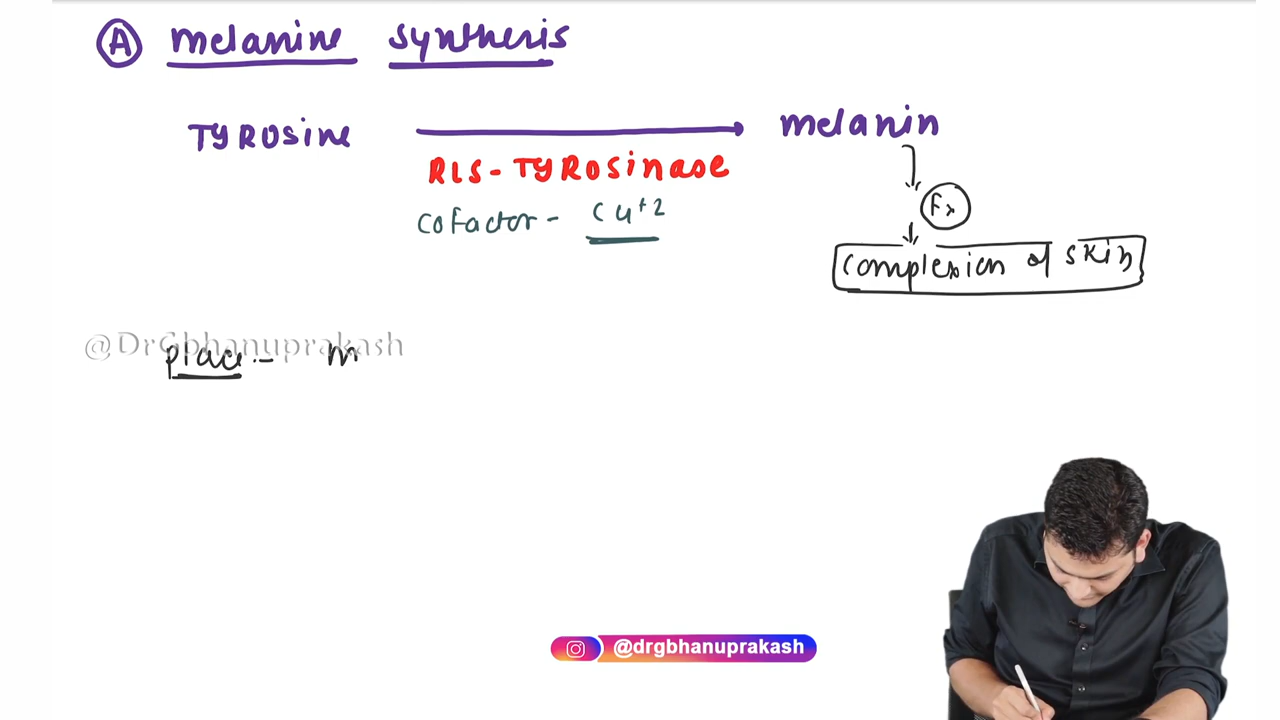 A melanine synthesis
TYROSine melanin
RLS - TYROSinase
cofactor - Cu+2
Fx
complexion of skin
@DrGbhanuprakash
place :- m
@drgbhanuprakash